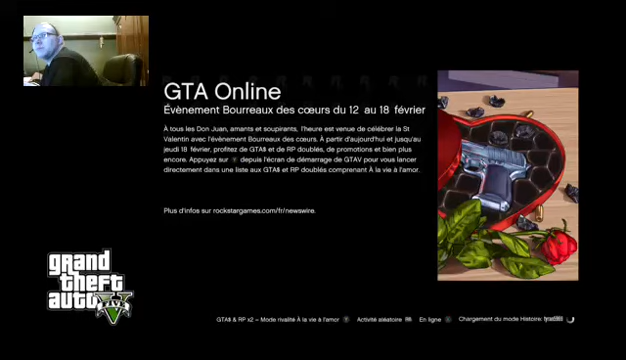 GTA Online
Évènement Bourreaux des cœurs du 12 au 18 février
À tous les Don Juan, amants et soupirants, l'heure est venue de célébrer la St
Valentin avec l'évènement Bourreaux des cœurs. À partir d'aujourd'hui et jusqu'au
jeudi 18 février, profitez de GTA$ et de RP doublés, de promotions et bien plus
encore. Appuyez sur Y depuis l'écran de démarrage de GTAV pour vous lancer
directement dans une liste aux GTA$ et RP doublés comprenant À la vie à l'amor.
Plus d'infos sur rockstargames.com/fr/newswire.
grand
theft
auto V
FIVE
GTA$ & RP x2 – Mode rivalité À la vie à l'amor Y Activité aléatoire RB En ligne Chargement du mode Histoire: